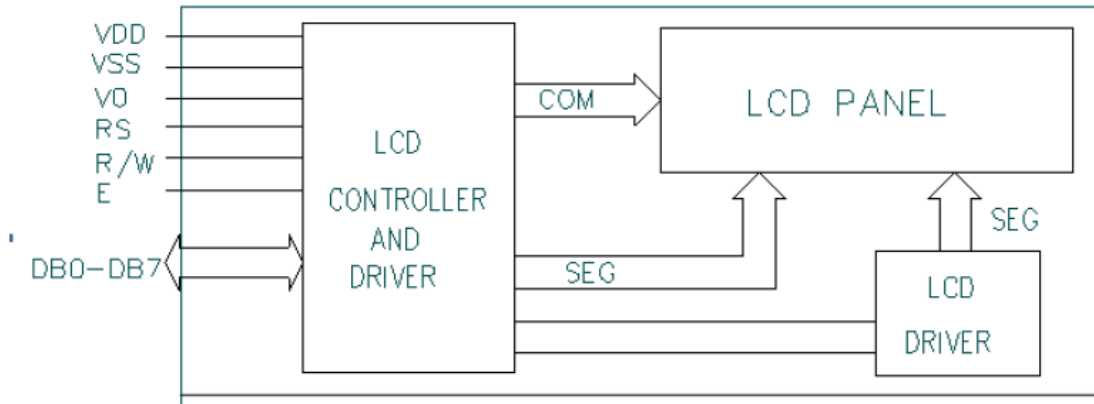 VDD
VSS
VO
RS
R/W
E
DB0-DB7
LCD
CONTROLLER
AND
DRIVER
COM
SEG
LCD PANEL
SEG
LCD
DRIVER